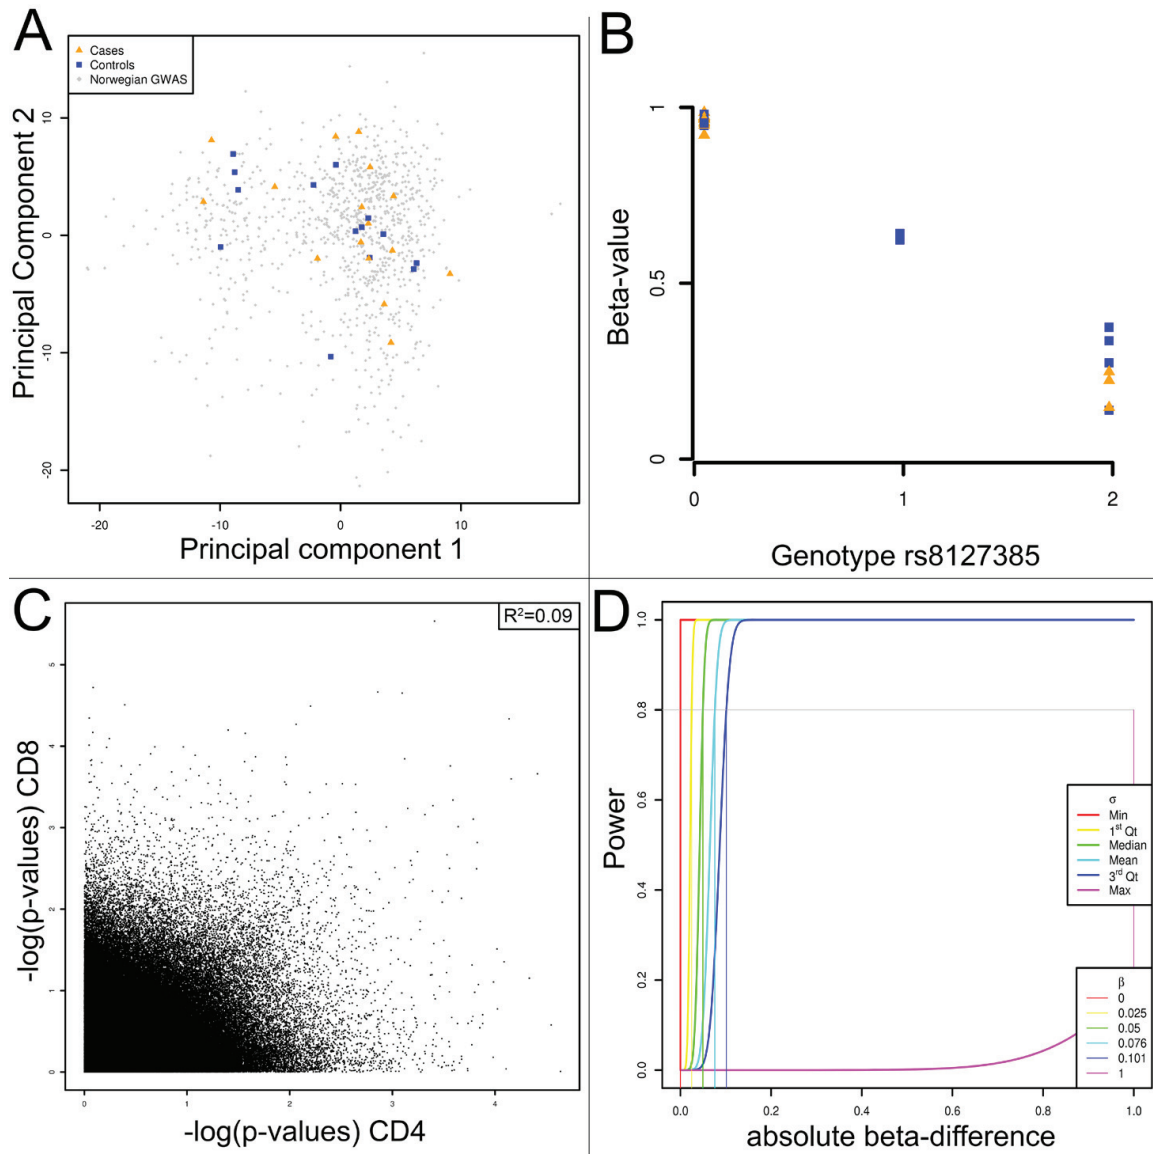 A
Cases
Controls
Norwegian GWAS
Principal Component 2
10
0
-10
-20
-20
-10
0
10
Principal component 1
B
Beta-value
1
0.5
0
0
1
2
Genotype rs8127385
C
R²=0.09
-log(p-values) CD8
5
4
3
2
1
0
0
1
2
3
4
-log(p-values) CD4
D
Power
1.0
0.8
0.6
0.4
0.2
0.0
σ
Min
1st Qt
Median
Mean
3rd Qt
Max
β
0
0.025
0.05
0.076
0.101
1
0.0
0.2
0.4
0.6
0.8
1.0
absolute beta-difference